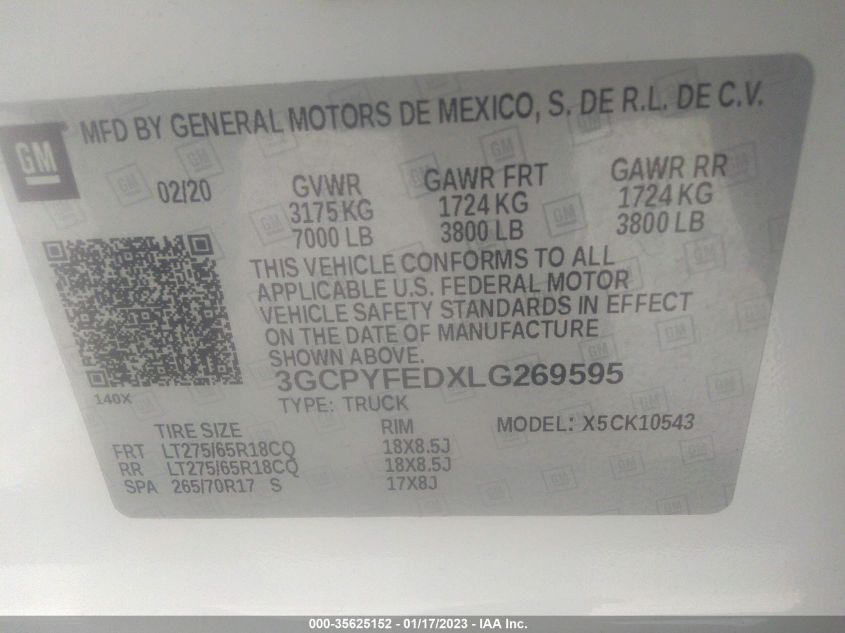 GM
MFD BY GENERAL MOTORS DE MEXICO, S. DE R.L. DE C.V.
02/20 GVWR GAWR FRT GAWR RR
3175 KG 1724 KG 1724 KG
7000 LB 3800 LB 3800 LB
THIS VEHICLE CONFORMS TO ALL
APPLICABLE U.S. FEDERAL MOTOR
VEHICLE SAFETY STANDARDS IN EFFECT
ON THE DATE OF MANUFACTURE
SHOWN ABOVE.
3GCPYFEDXLG269595
140X
TYPE: TRUCK
TIRE SIZE RIM MODEL: X5CK10543
FRT LT275/65R18CQ 18X8.5J
RR LT275/65R18CQ 18X8.5J
SPA 265/70R17 S 17X8J
000-35625152 - 01/17/2023 - IAA Inc.